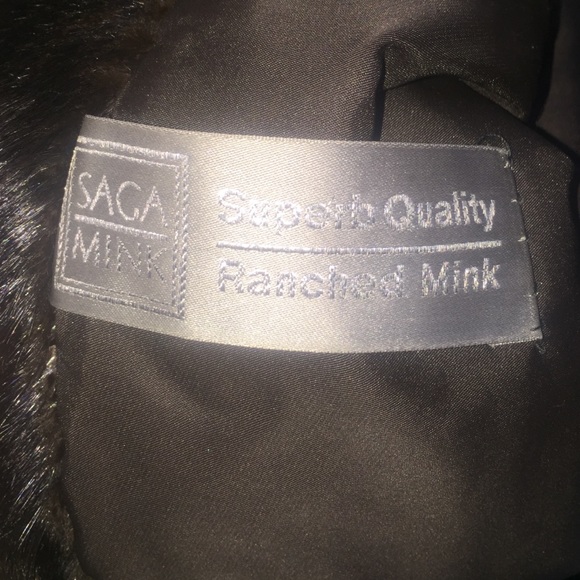 SAGA
MINK
Superb Quality
Ranched Mink